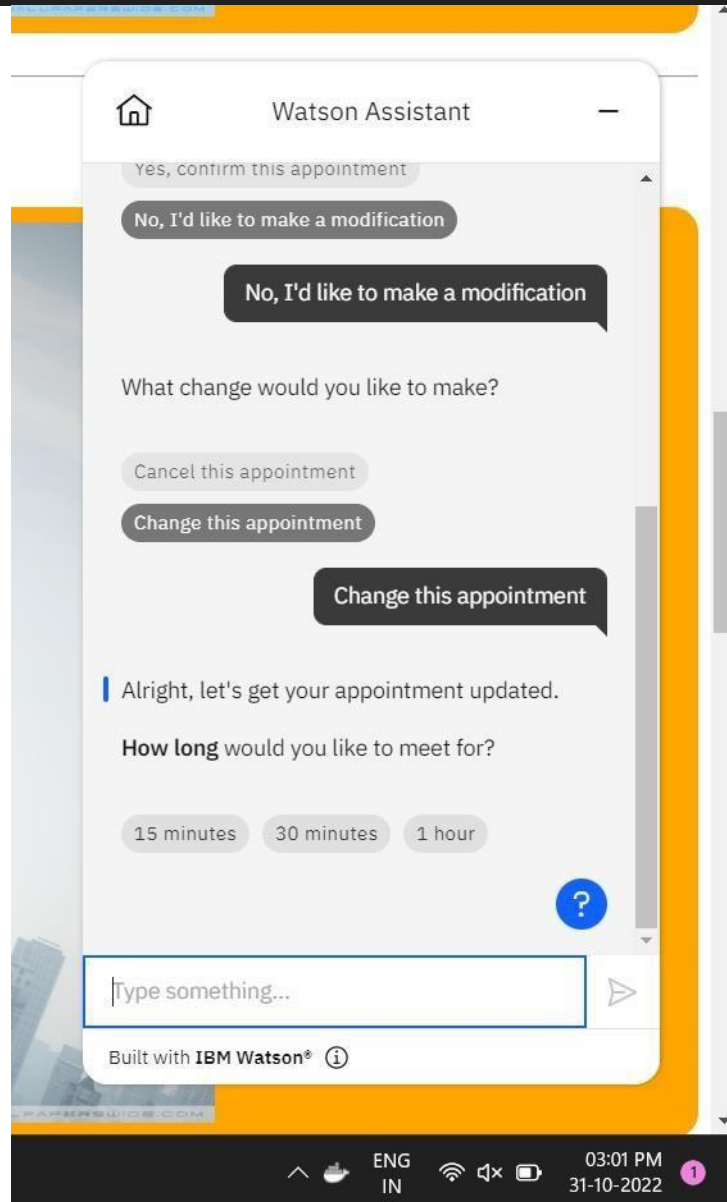 Watson Assistant
Yes, confirm this appointment
No, I'd like to make a modification
No, I'd like to make a modification
What change would you like to make?
Cancel this appointment
Change this appointment
Change this appointment
Alright, let's get your appointment updated.
How long would you like to meet for?
15 minutes 30 minutes 1 hour
?
Type something...
Built with IBM Watson®
ENG
IN
03:01 PM
31-10-2022
1